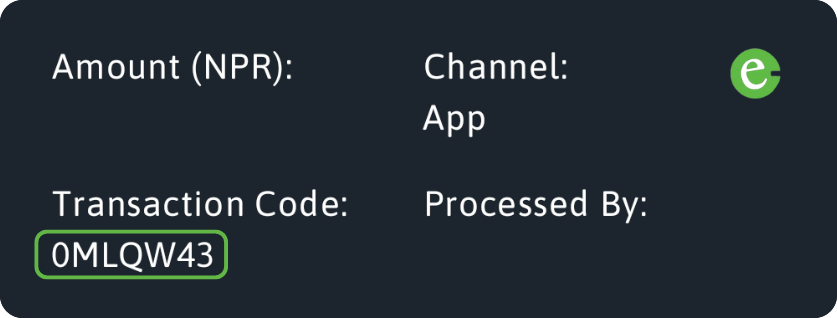 Amount (NPR):
Channel:
App
Transaction Code:
0MLQW43
Processed By:
e